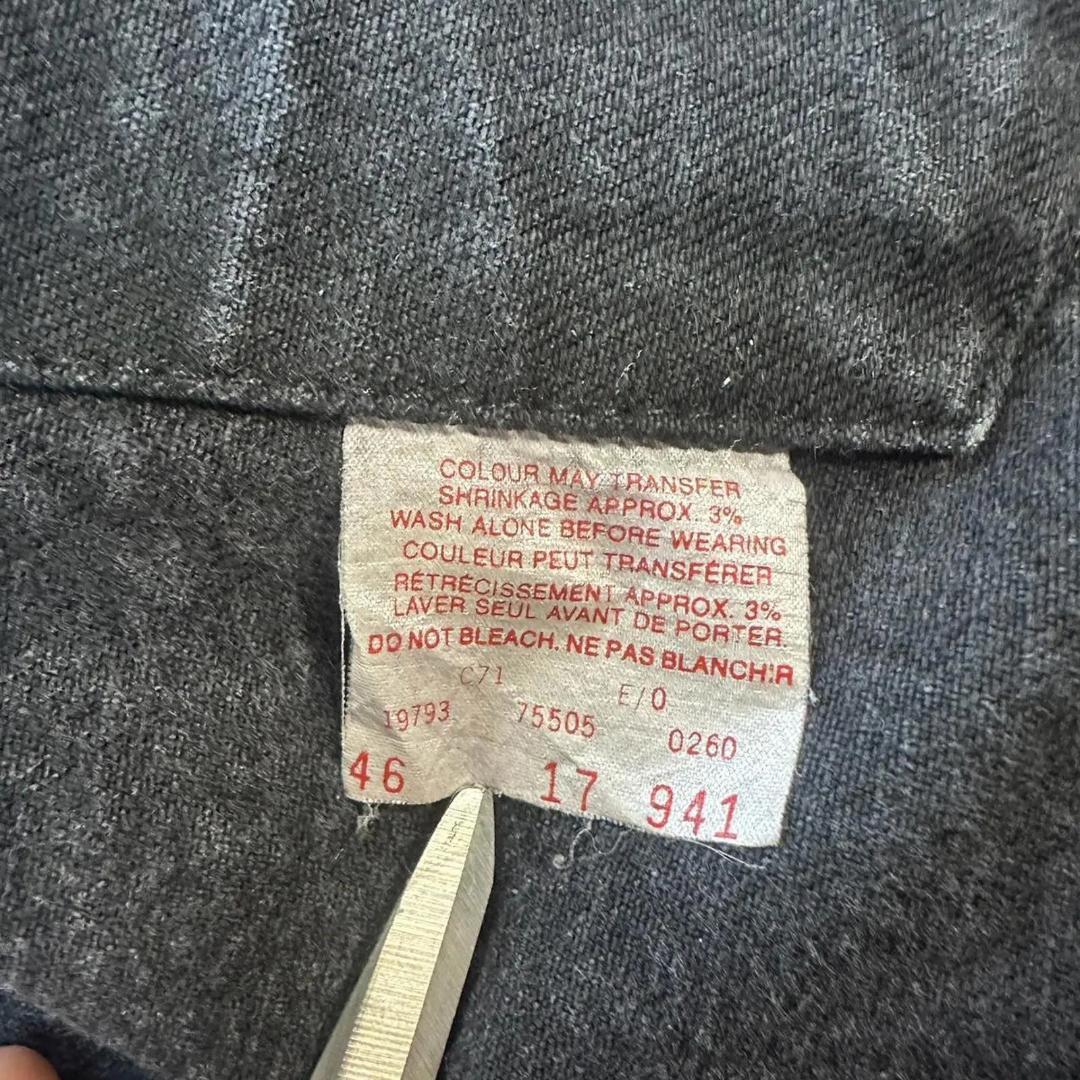 COLOUR MAY TRANSFER
SHRINKAGE APPROX. 3%
WASH ALONE BEFORE WEARING
COULEUR PEUT TRANSFÉRER
RÉTRÉCISSEMENT APPROX. 3%
LAVER SEUL AVANT DE PORTER.
DO NOT BLEACH. NE PAS BLANCHIR
C71 E/O
19793 75505 0260
46 17 941